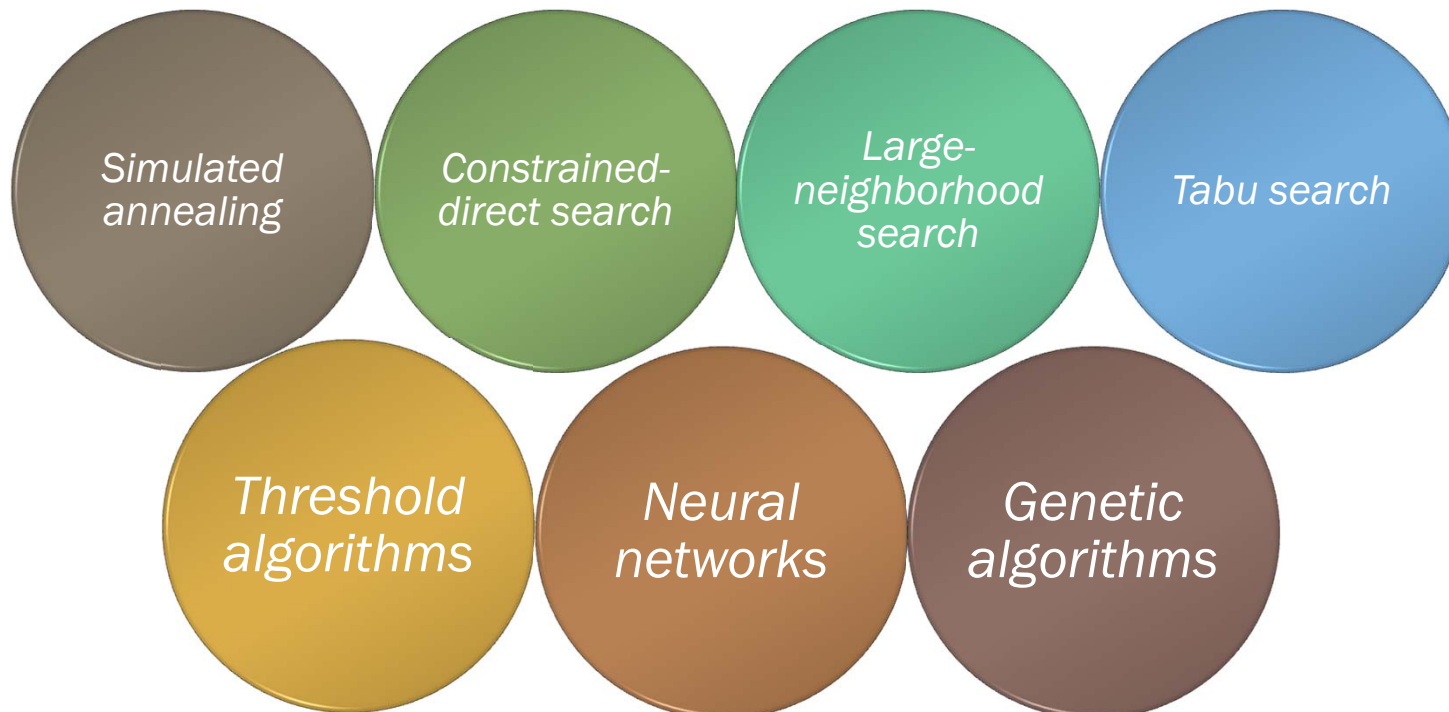 Simulated
annealing
Constrained-
direct search
Large-
neighborhood
search
Tabu search
Threshold
algorithms
Neural
networks
Genetic
algorithms